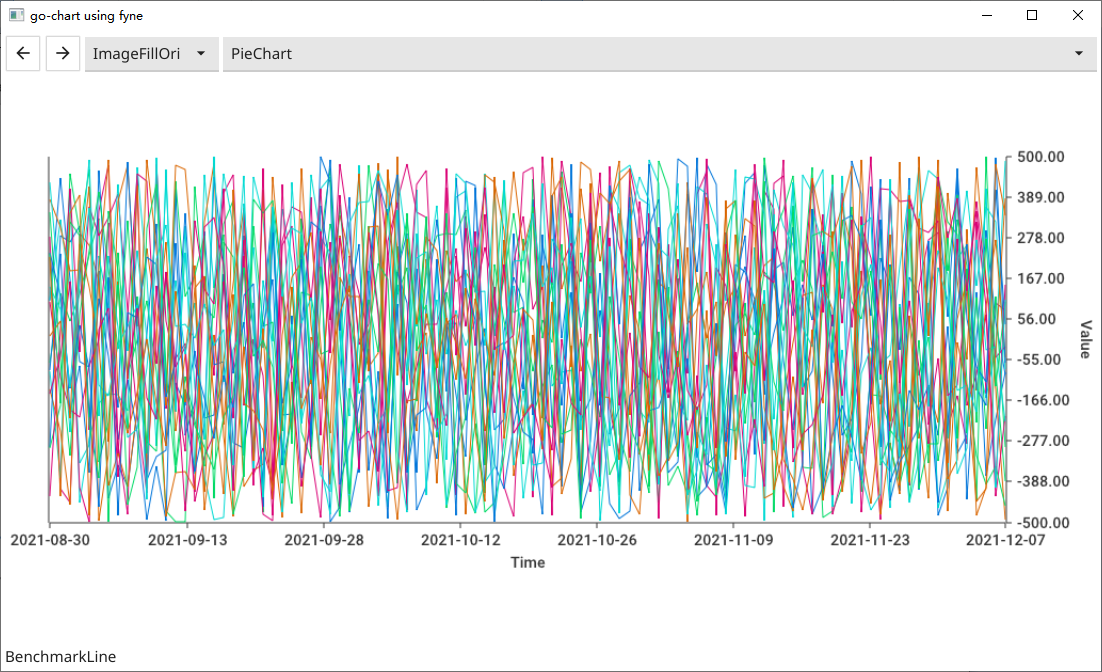 go-chart using fyne
ImageFillOri PieChart
500.00
389.00
278.00
167.00
56.00
-55.00
-166.00
-277.00
-388.00
-500.00
Value
2021-08-30 2021-09-13 2021-09-28 2021-10-12 2021-10-26 2021-11-09 2021-11-23 2021-12-07
Time
BenchmarkLine